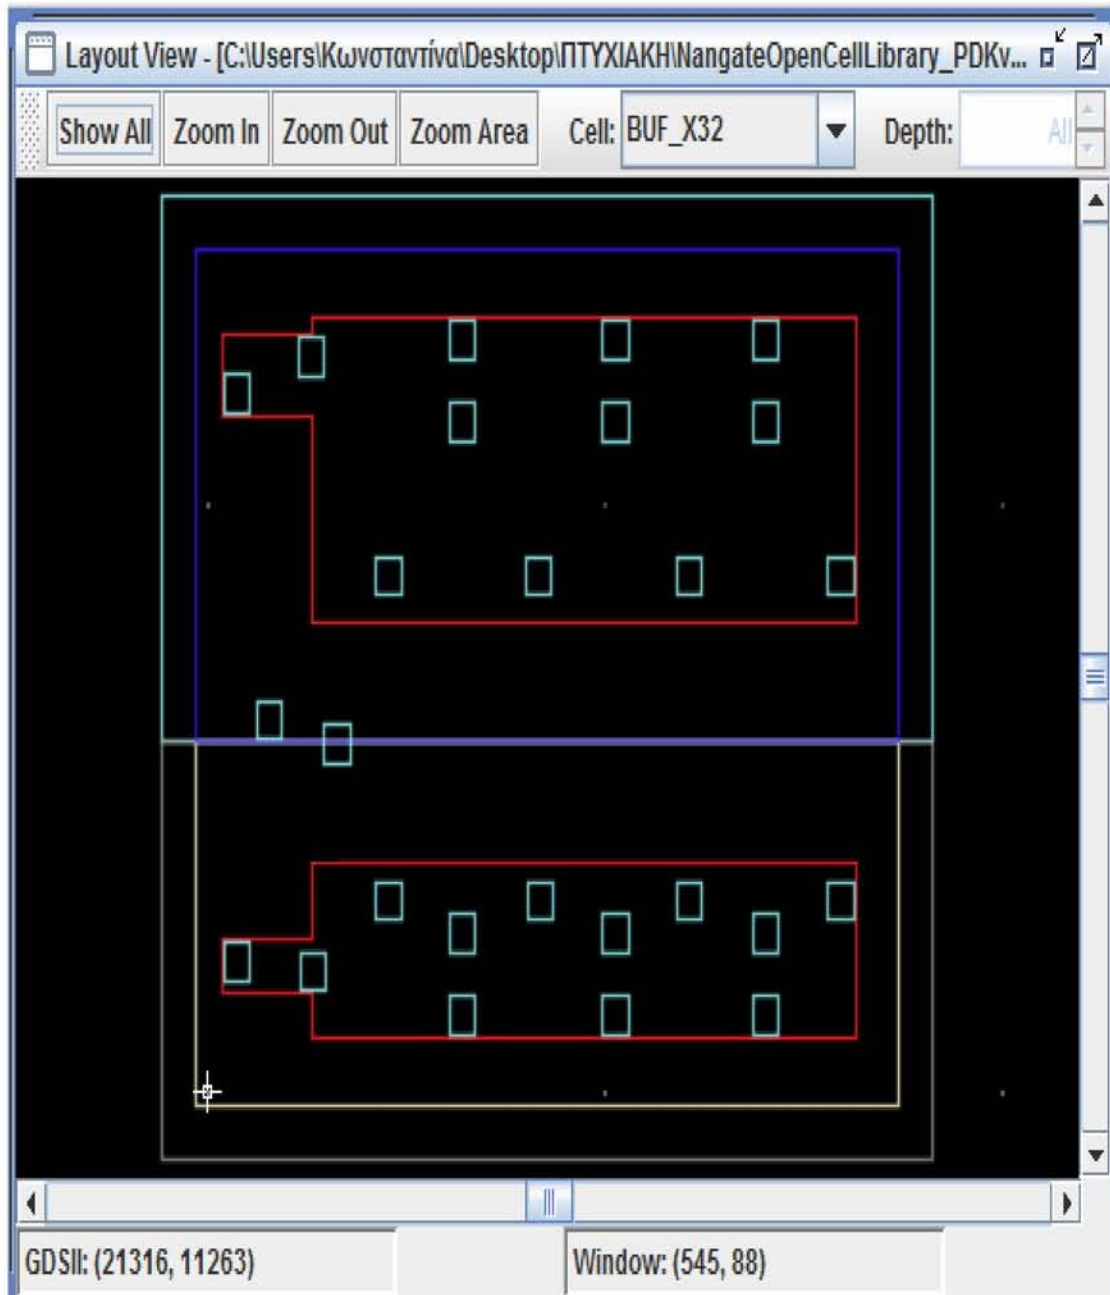 Layout View - [C:\Users\Κωνσταντίνα\Desktop\ΠΤΥΧΙΑΚΗ\NangateOpenCellLibrary_PDKv...
Show All Zoom In Zoom Out Zoom Area Cell: BUF_X32 Depth: All
GDSII: (21316, 11263) Window: (545, 88)